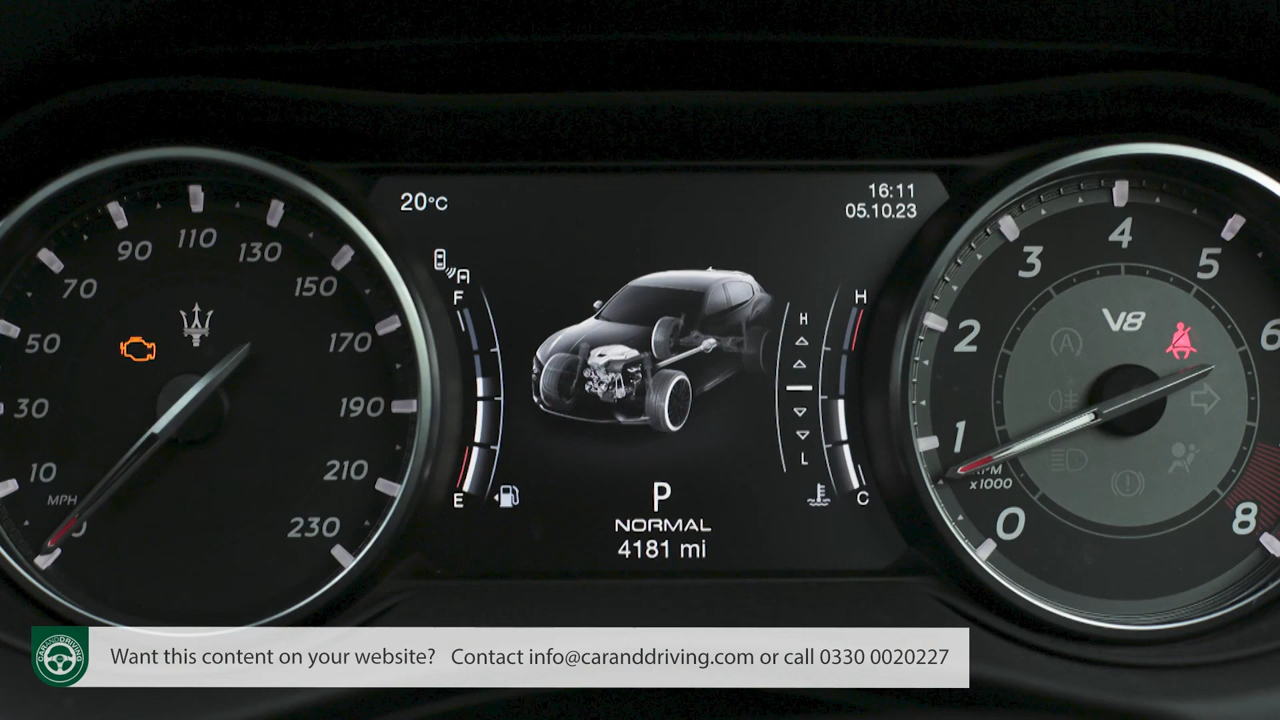 20°C
16:11
05.10.23
10
30
50
70
90
110
130
150
170
190
210
230
MPH
F
E
H
L
H
C
P
NORMAL
4181 mi
V8
A
0
1
2
3
4
5
6
8
x1000
CARANDDRIVING
Want this content on your website? Contact info@caranddriving.com or call 0330 0020227